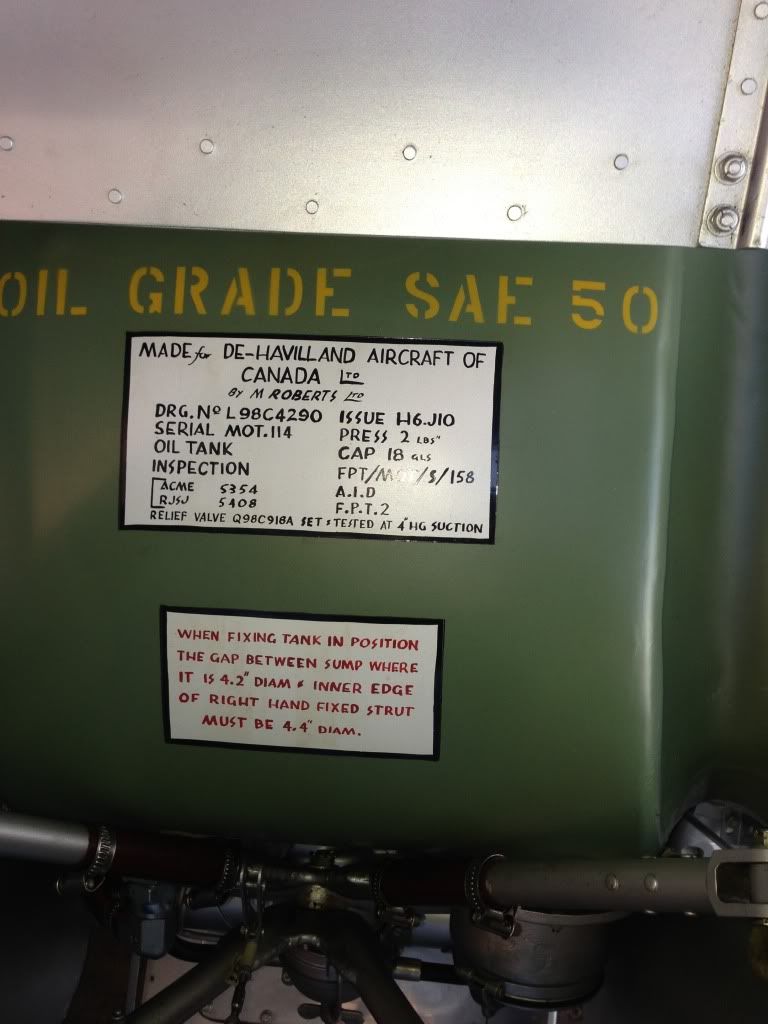 OIL GRADE SAE 50
MADE for DE-HAVILLAND AIRCRAFT OF
CANADA LTD
BY M ROBERTS LTD
DRG. No L98C4290 ISSUE H6.J10
SERIAL MOT.114 PRESS 2 LBS"
OIL TANK CAP 18 GLS
INSPECTION
ACME 5354 A.I.D
RJSJ 5408 F.P.T.2
RELIEF VALVE Q98C918A SET & TESTED AT 4" HG SUCTION
WHEN FIXING TANK IN POSITION
THE GAP BETWEEN SUMP WHERE
IT IS 4.2" DIAM & INNER EDGE
OF RIGHT HAND FIXED STRUT
MUST BE 4.4" DIAM.